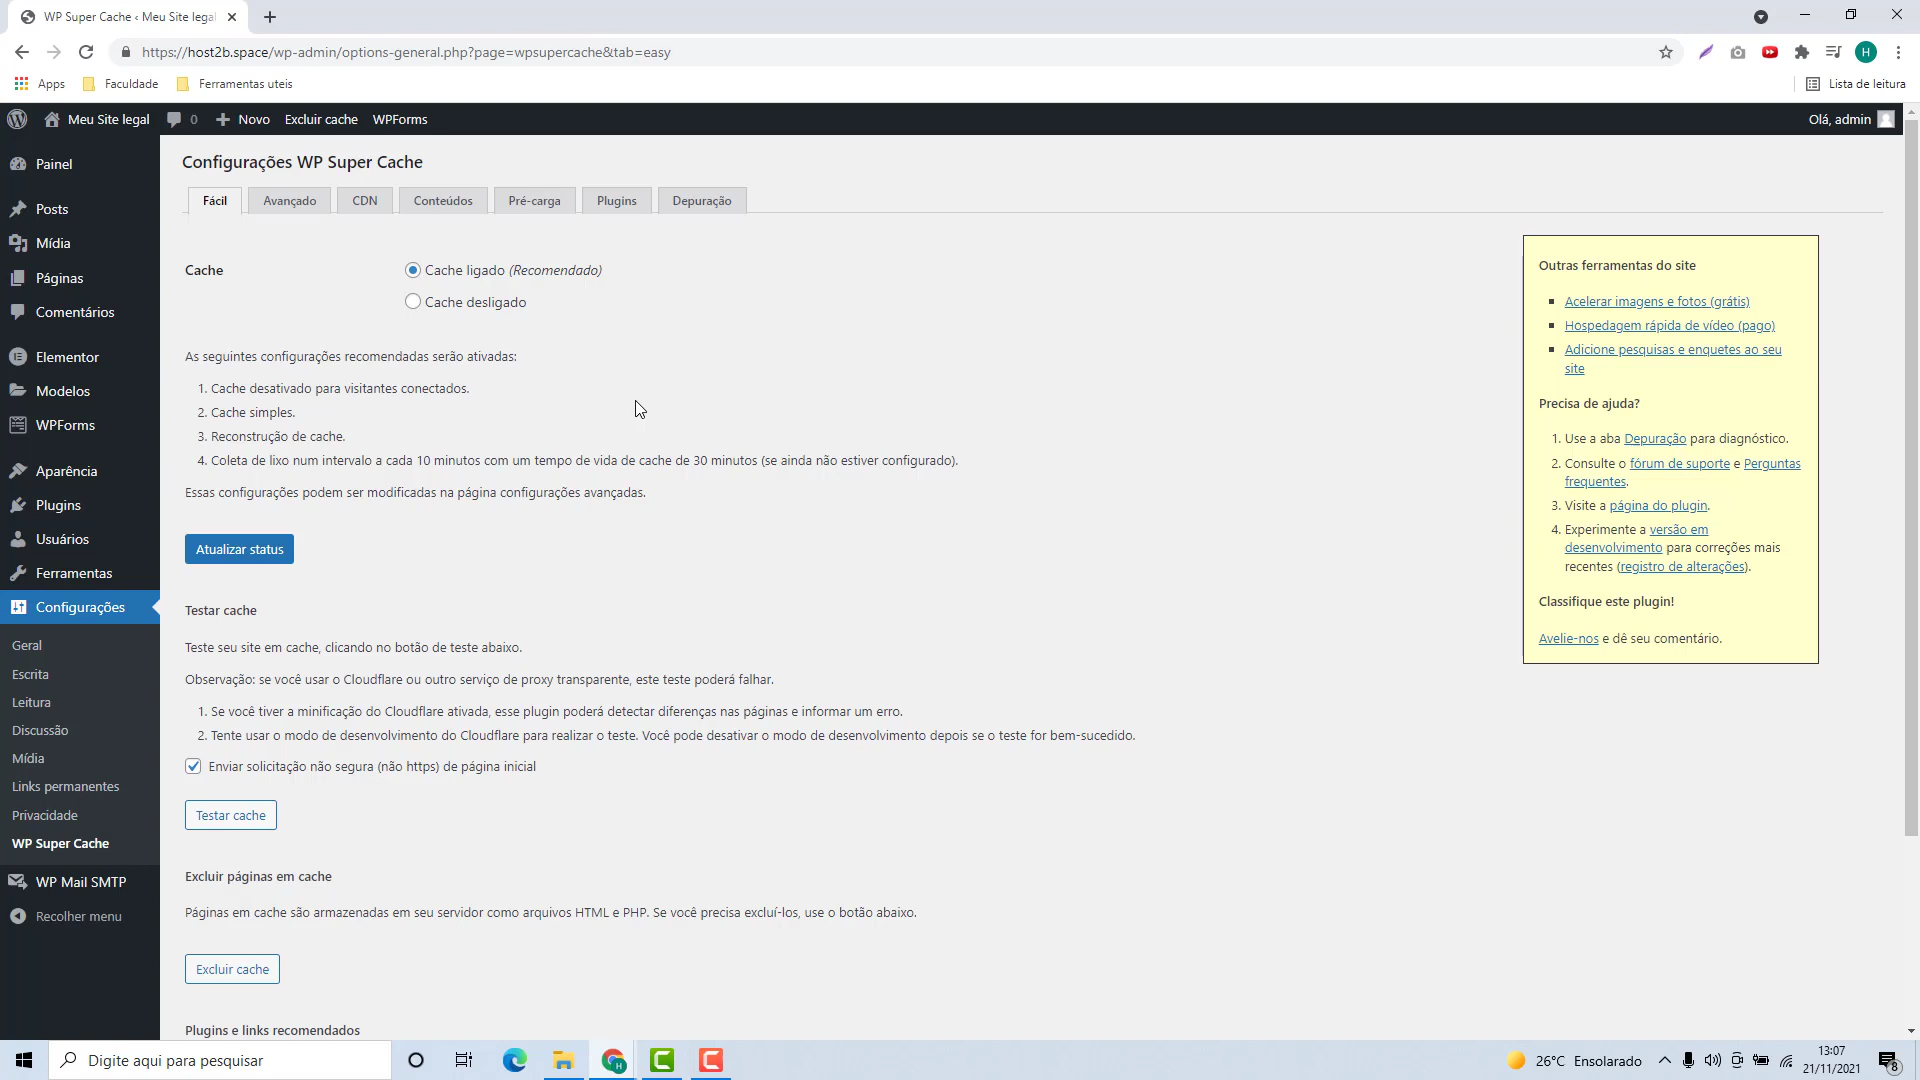 WP Super Cache ‹ Meu Site legal
https://host2b.space/wp-admin/options-general.php?page=wpsupercache&tab=easy
H
Apps
Faculdade
Ferramentas uteis
Lista de leitura
Meu Site legal
0
Novo
Excluir cache
WPForms
Olá, admin
Painel
Posts
Mídia
Páginas
Comentários
Elementor
Modelos
WPForms
Aparência
Plugins
Usuários
Ferramentas
Configurações
Geral
Escrita
Leitura
Discussão
Mídia
Links permanentes
Privacidade
WP Super Cache
WP Mail SMTP
Recolher menu
Configurações WP Super Cache
Fácil
Avançado
CDN
Conteúdos
Pré-carga
Plugins
Depuração
Cache
Cache ligado (Recomendado)
Cache desligado
As seguintes configurações recomendadas serão ativadas:
1. Cache desativado para visitantes conectados.
2. Cache simples.
3. Reconstrução de cache.
4. Coleta de lixo num intervalo a cada 10 minutos com um tempo de vida de cache de 30 minutos (se ainda não estiver configurado).
Essas configurações podem ser modificadas na página configurações avançadas.
Atualizar status
Testar cache
Teste seu site em cache, clicando no botão de teste abaixo.
Observação: se você usar o Cloudflare ou outro serviço de proxy transparente, este teste poderá falhar.
1. Se você tiver a minificação do Cloudflare ativada, esse plugin poderá detectar diferenças nas páginas e informar um erro.
2. Tente usar o modo de desenvolvimento do Cloudflare para realizar o teste. Você pode desativar o modo de desenvolvimento depois se o teste for bem-sucedido.
Enviar solicitação não segura (não https) de página inicial
Testar cache
Excluir páginas em cache
Páginas em cache são armazenadas em seu servidor como arquivos HTML e PHP. Se você precisa excluí-los, use o botão abaixo.
Excluir cache
Plugins e links recomendados
Outras ferramentas do site
Acelerar imagens e fotos (grátis)
Hospedagem rápida de vídeo (pago)
Adicione pesquisas e enquetes ao seu
site
Precisa de ajuda?
1. Use a aba Depuração para diagnóstico.
2. Consulte o fórum de suporte e Perguntas
frequentes.
3. Visite a página do plugin.
4. Experimente a versão em
desenvolvimento para correções mais
recentes (registro de alterações).
Classifique este plugin!
Avelie-nos e dê seu comentário.
Digite aqui para pesquisar
26°C Ensolarado
13:07
21/11/2021
8